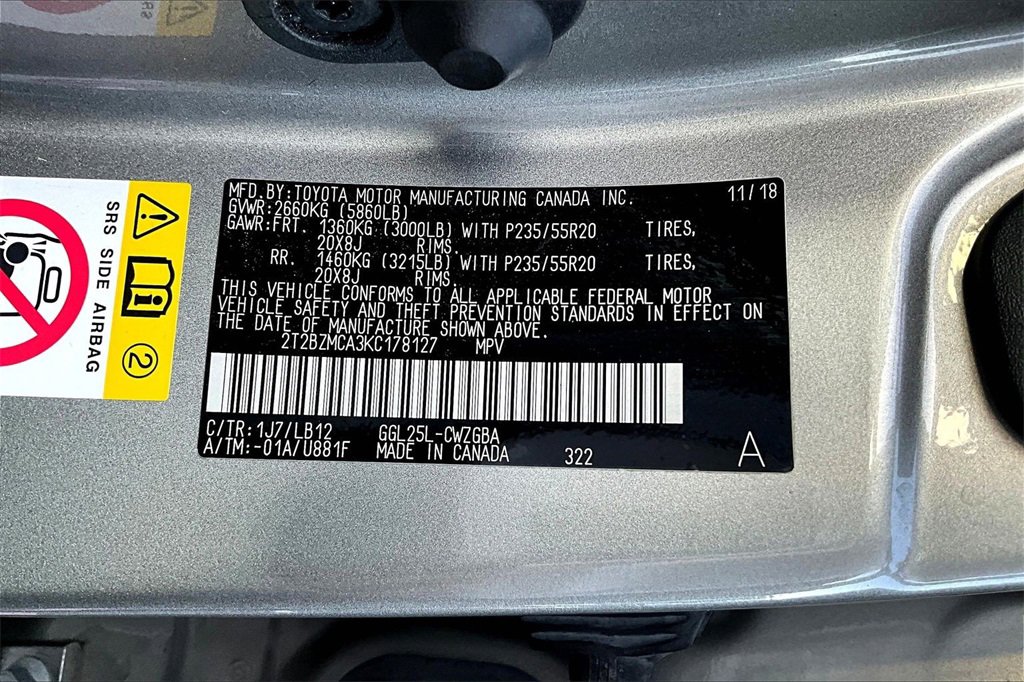 MFD.BY:TOYOTA MOTOR MANUFACTURING CANADA INC. 11/18
GVWR:2660KG (5860LB)
GAWR:FRT. 1360KG (3000LB) WITH P235/55R20 TIRES,
20X8J RIMS.
RR. 1460KG (3215LB) WITH P235/55R20 TIRES,
20X8J RIMS.
THIS VEHICLE CONFORMS TO ALL APPLICABLE FEDERAL MOTOR
VEHICLE SAFETY AND THEFT PREVENTION STANDARDS IN EFFECT ON
THE DATE OF MANUFACTURE SHOWN ABOVE.
2T2BZMCA3KC178127 MPV
C/TR:1J7/LB12 GGL25L-CWZGBA
A/TM:-01A/U881F MADE IN CANADA 322 A
SRS SIDE AIRBAG
2